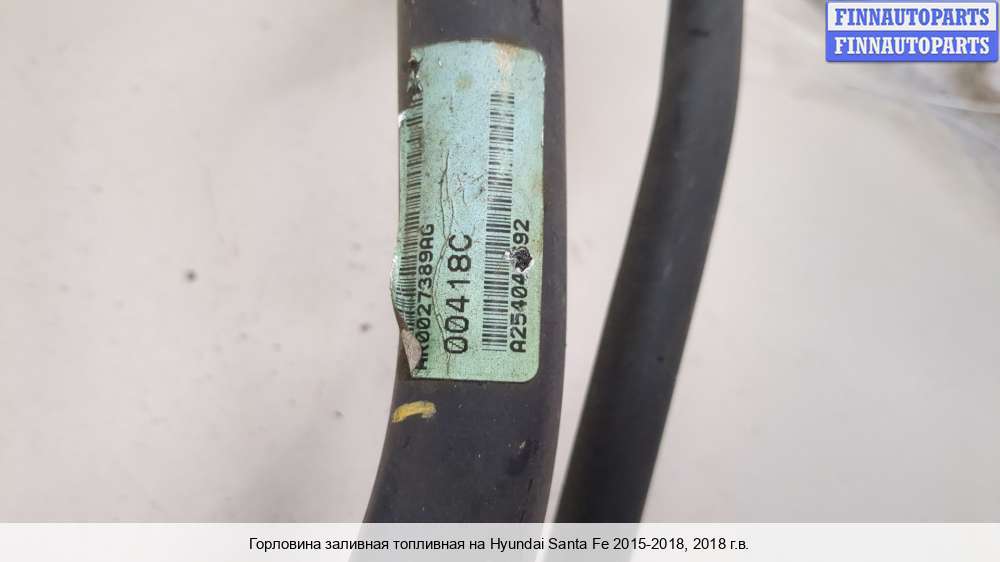 FINNAUTOPARTS
FINNAUTOPARTS
00418C
Горловина заливная топливная на Hyundai Santa Fe 2015-2018, 2018 г.в.